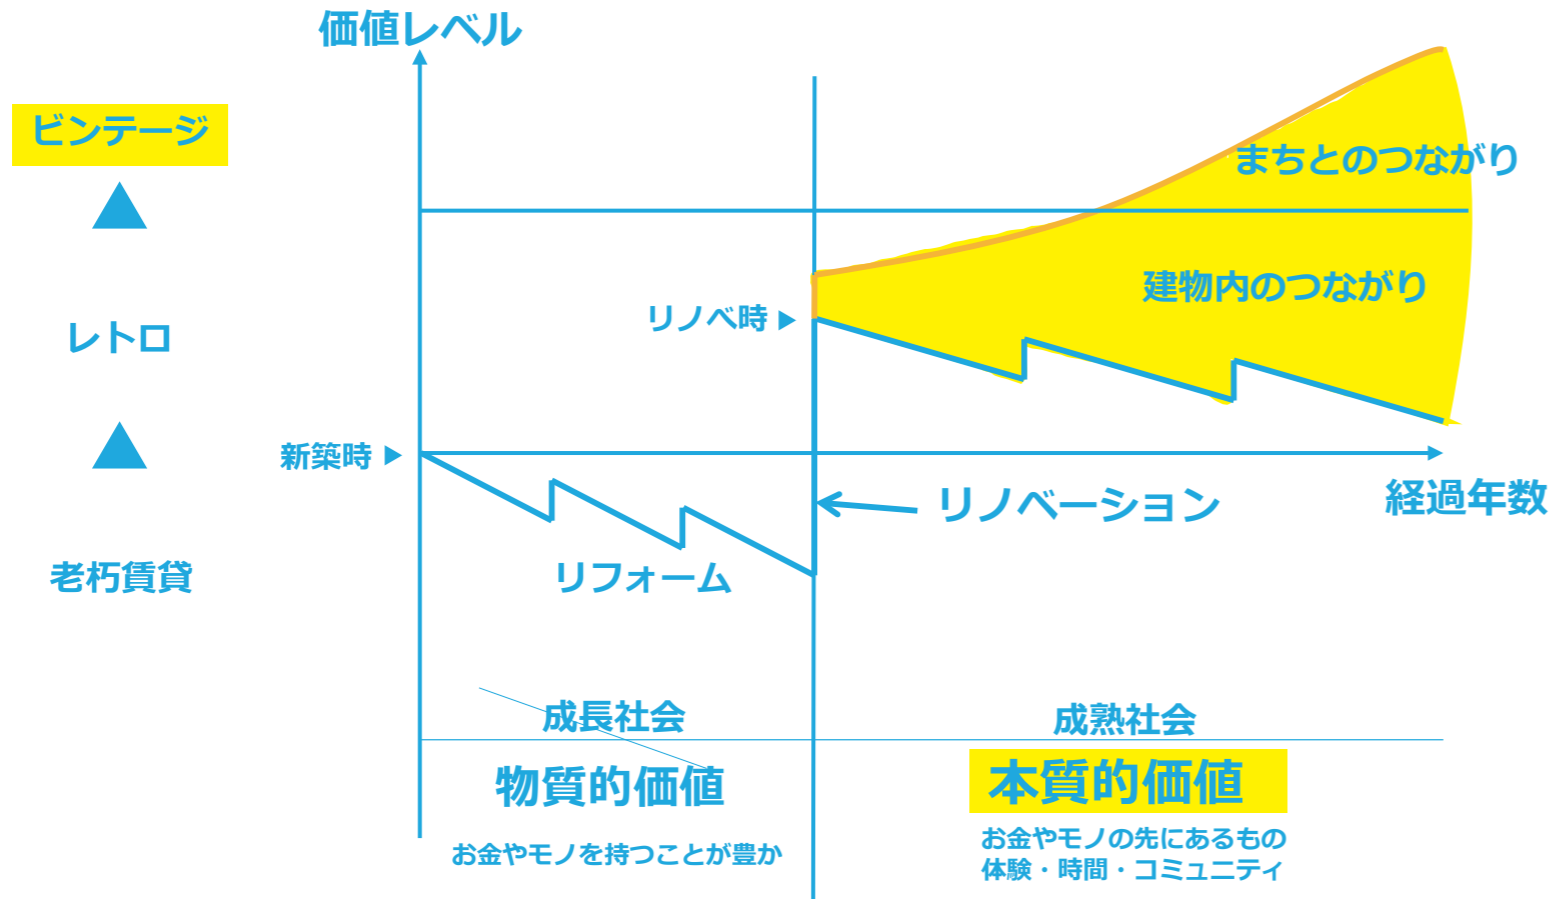 価値レベル
ビンテージ
まちとのつながり
建物内のつながり
リノベ時
レトロ
新築時
経過年数
リノベーション
リフォーム
老朽賃貸
成長社会
成熟社会
物質的価値
本質的価値
お金やモノを持つことが豊か
お金やモノの先にあるもの
体験・時間・コミュニティ